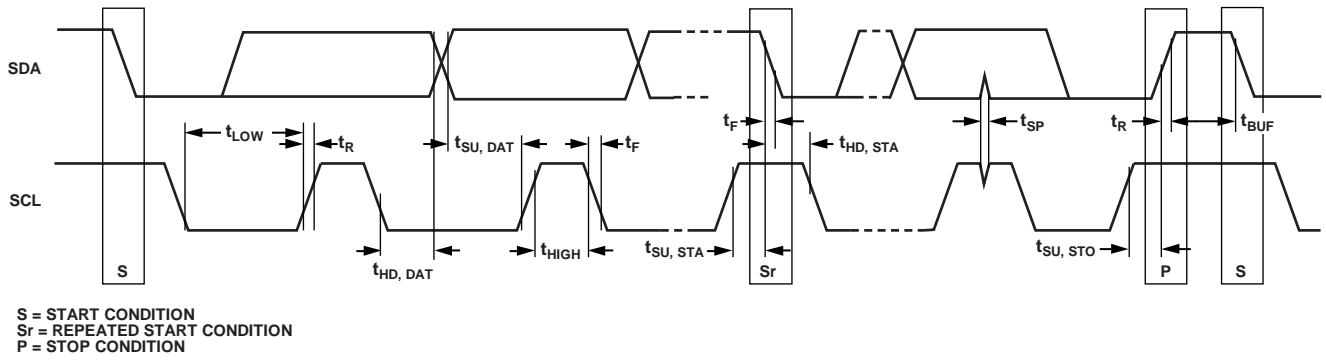 SDA
t_F
t_SP
t_R
t_BUF
t_LOW
t_R
t_SU, DAT
t_F
t_HD, STA
SCL
t_HD, DAT
t_HIGH
t_SU, STA
t_SU, STO
S
Sr
P
S
S = START CONDITION
Sr = REPEATED START CONDITION
P = STOP CONDITION